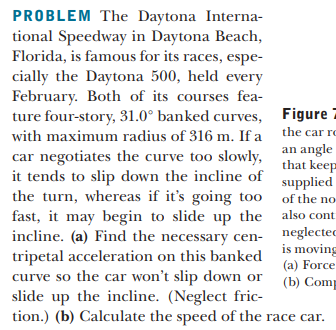 PROBLEM The Daytona Interna-
tional Speedway in Daytona Beach,
Florida, is famous for its races, espe-
cially the Daytona 500, held every
February. Both of its courses fea-
ture four-story, 31.0° banked curves,
with maximum radius of 316 m. If a
car negotiates the curve too slowly,
it tends to slip down the incline of
the turn, whereas if it's going too
fast, it may begin to slide up the
incline. (a) Find the necessary cen-
tripetal acceleration on this banked
curve so the car won't slip down or
slide up the incline. (Neglect fric-
tion.) (b) Calculate the speed of the race car.
Figure
the car
an angle
that keep
supplied
of the no
also cont
neglected
is moving
(a) Force
(b) Comp